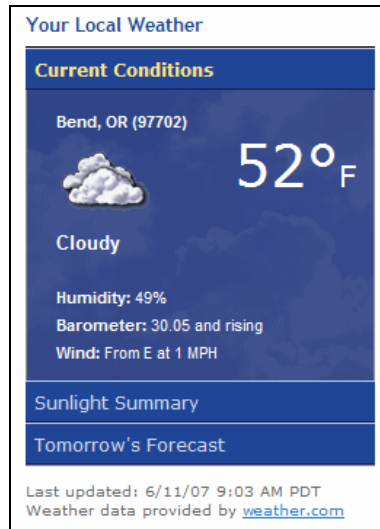 Your Local Weather
Current Conditions
Bend, OR (97702)
52°F
Cloudy
Humidity: 49%
Barometer: 30.05 and rising
Wind: From E at 1 MPH
Sunlight Summary
Tomorrow's Forecast
Last updated: 6/11/07 9:03 AM PDT
Weather data provided by weather.com